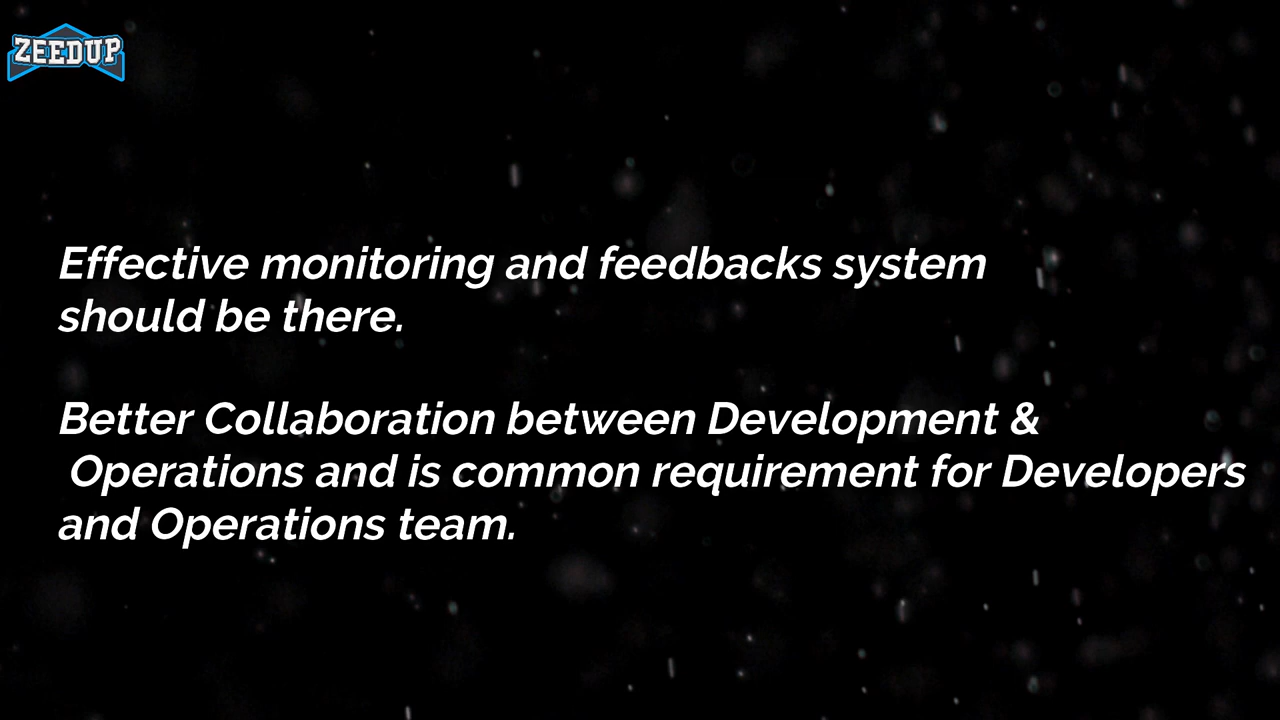 ZEEDUP
Effective monitoring and feedbacks system
should be there.
Better Collaboration between Development &
Operations and is common requirement for Developers
and Operations team.